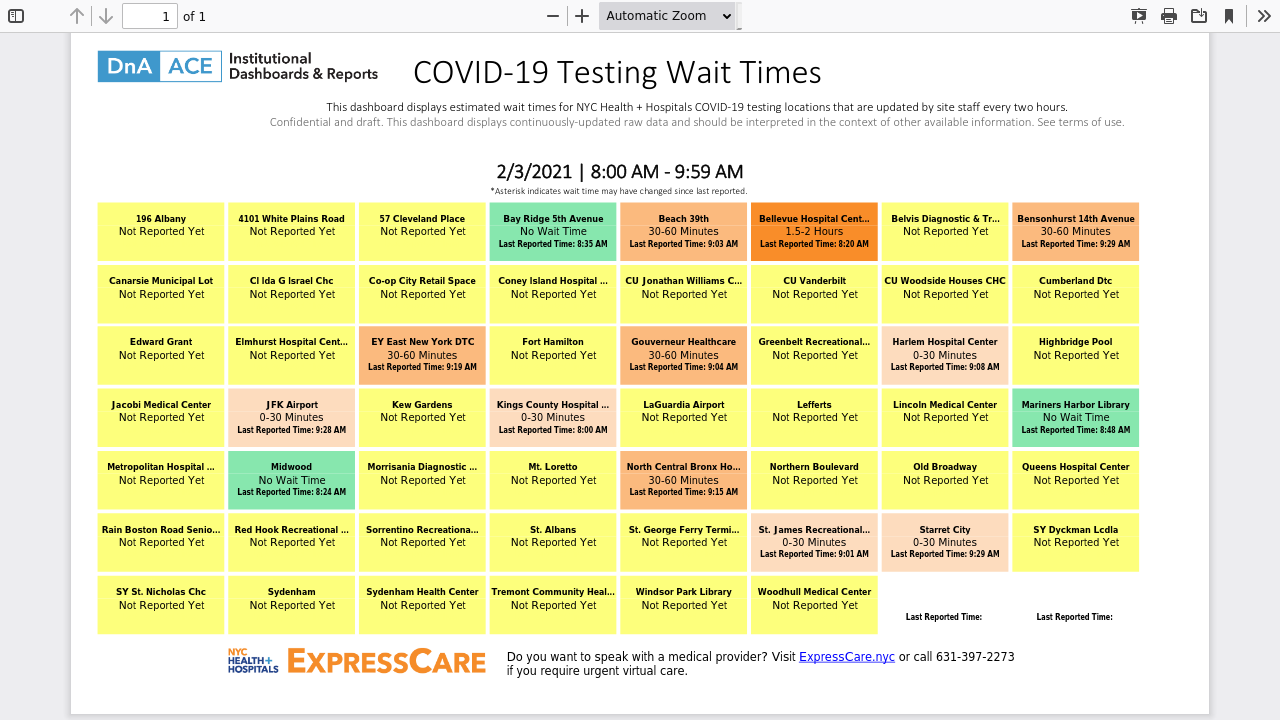 1 of 1 Automatic Zoom
DnA ACE Institutional Dashboards & Reports
COVID-19 Testing Wait Times
This dashboard displays estimated wait times for NYC Health + Hospitals COVID-19 testing locations that are updated by site staff every two hours.
Confidential and draft. This dashboard displays continuously-updated raw data and should be interpreted in the context of other available information. See terms of use.
2/3/2021 | 8:00 AM - 9:59 AM
*Asterisk indicates wait time may have changed since last reported.
196 Albany
Not Reported Yet
4101 White Plains Road
Not Reported Yet
57 Cleveland Place
Not Reported Yet
Bay Ridge 5th Avenue
No Wait Time
Last Reported Time: 8:35 AM
Beach 39th
30-60 Minutes
Last Reported Time: 9:03 AM
Bellevue Hospital Cent...
1.5-2 Hours
Last Reported Time: 8:20 AM
Belvis Diagnostic & Tr...
Not Reported Yet
Bensonhurst 14th Avenue
30-60 Minutes
Last Reported Time: 9:29 AM
Canarsie Municipal Lot
Not Reported Yet
CI Ida G Israel Chc
Not Reported Yet
Co-op City Retail Space
Not Reported Yet
Coney Island Hospital ...
Not Reported Yet
CU Jonathan Williams C...
Not Reported Yet
CU Vanderbilt
Not Reported Yet
CU Woodside Houses CHC
Not Reported Yet
Cumberland Dtc
Not Reported Yet
Edward Grant
Not Reported Yet
Elmhurst Hospital Cent...
Not Reported Yet
EY East New York DTC
30-60 Minutes
Last Reported Time: 9:19 AM
Fort Hamilton
Not Reported Yet
Gouverneur Healthcare
30-60 Minutes
Last Reported Time: 9:04 AM
Greenbelt Recreational...
Not Reported Yet
Harlem Hospital Center
0-30 Minutes
Last Reported Time: 9:08 AM
Highbridge Pool
Not Reported Yet
Jacobi Medical Center
Not Reported Yet
JFK Airport
0-30 Minutes
Last Reported Time: 9:28 AM
Kew Gardens
Not Reported Yet
Kings County Hospital ...
0-30 Minutes
Last Reported Time: 8:00 AM
LaGuardia Airport
Not Reported Yet
Lefferts
Not Reported Yet
Lincoln Medical Center
Not Reported Yet
Mariners Harbor Library
No Wait Time
Last Reported Time: 8:48 AM
Metropolitan Hospital ...
Not Reported Yet
Midwood
No Wait Time
Last Reported Time: 8:24 AM
Morrisania Diagnostic ...
Not Reported Yet
Mt. Loretto
Not Reported Yet
North Central Bronx Ho...
30-60 Minutes
Last Reported Time: 9:15 AM
Northern Boulevard
Not Reported Yet
Old Broadway
Not Reported Yet
Queens Hospital Center
Not Reported Yet
Rain Boston Road Senio...
Not Reported Yet
Red Hook Recreational ...
Not Reported Yet
Sorrentino Recreationa...
Not Reported Yet
St. Albans
Not Reported Yet
St. George Ferry Termi...
Not Reported Yet
St. James Recreational...
0-30 Minutes
Last Reported Time: 9:01 AM
Starret City
0-30 Minutes
Last Reported Time: 9:29 AM
SY Dyckman Lcdla
Not Reported Yet
SY St. Nicholas Chc
Not Reported Yet
Sydenham
Not Reported Yet
Sydenham Health Center
Not Reported Yet
Tremont Community Heal...
Not Reported Yet
Windsor Park Library
Not Reported Yet
Woodhull Medical Center
Not Reported Yet
Last Reported Time:
Last Reported Time:
NYC
HEALTH+
HOSPITALS
EXPRESSCARE
Do you want to speak with a medical provider? Visit ExpressCare.nyc or call 631-397-2273
if you require urgent virtual care.